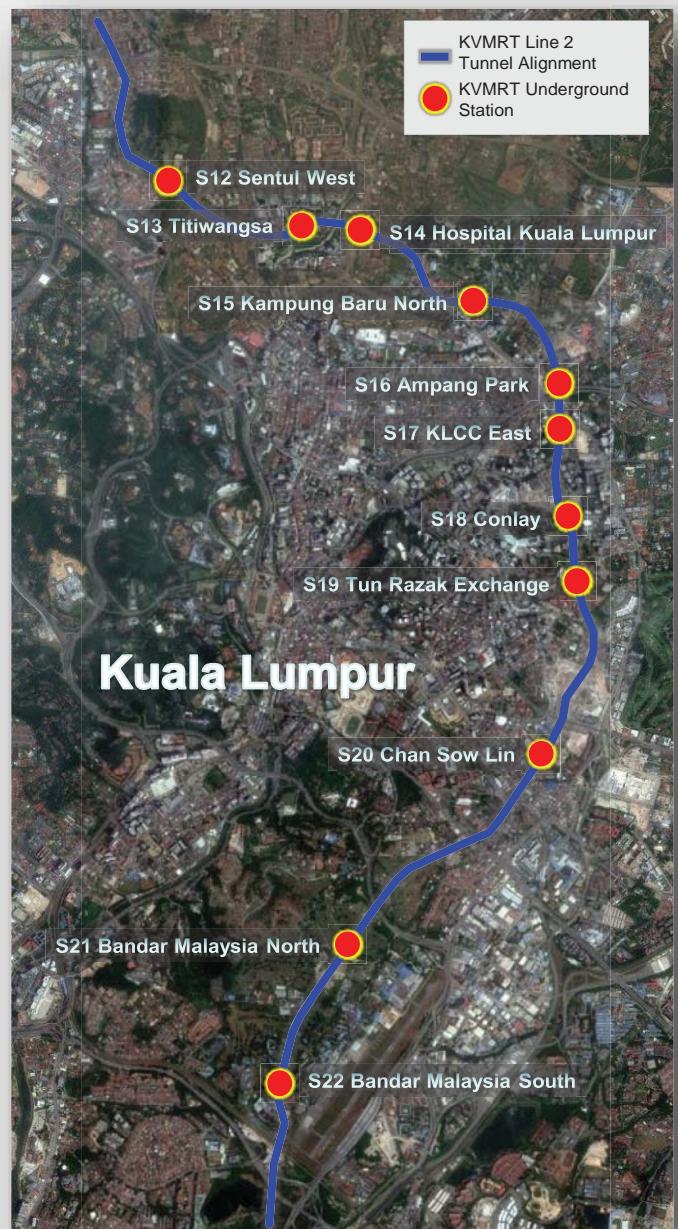 KVMRT Line 2
Tunnel Alignment
KVMRT Underground
Station
S12 Sentul West
S13 Titiwangsa
S14 Hospital Kuala Lumpur
S15 Kampung Baru North
S16 Ampang Park
S17 KLCC East
S18 Conlay
S19 Tun Razak Exchange
Kuala Lumpur
S20 Chan Sow Lin
S21 Bandar Malaysia North
S22 Bandar Malaysia South